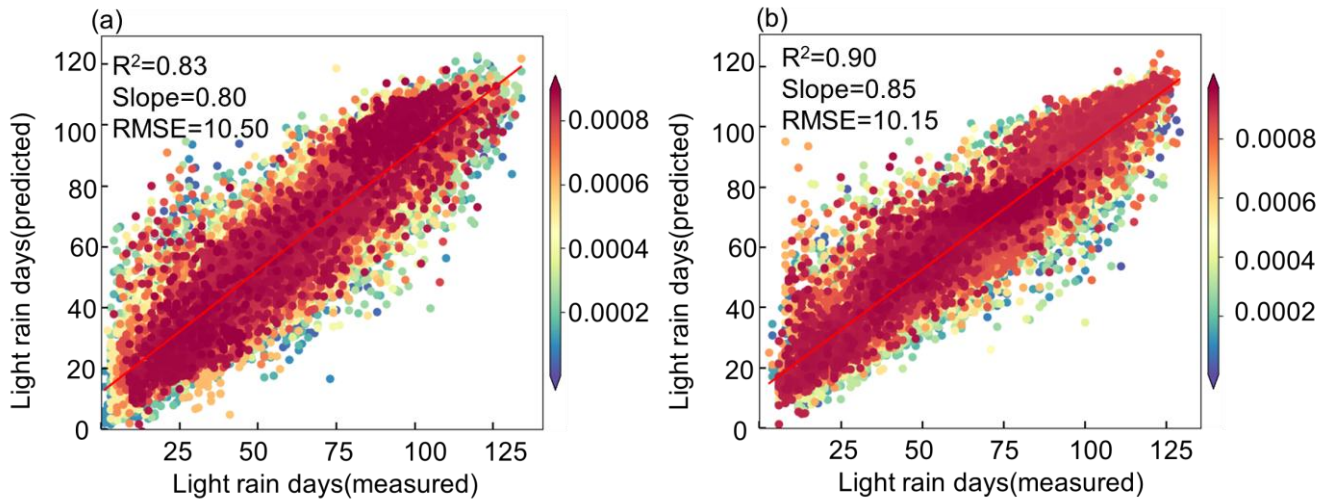 (a)
R²=0.83
Slope=0.80
RMSE=10.50
Light rain days(predicted)
120
100
80
60
40
20
0
25
50
75
100
125
Light rain days(measured)
0.0008
0.0006
0.0004
0.0002
(b)
R²=0.90
Slope=0.85
RMSE=10.15
Light rain days(predicted)
120
100
80
60
40
20
0
25
50
75
100
125
Light rain days(measured)
0.0008
0.0006
0.0004
0.0002